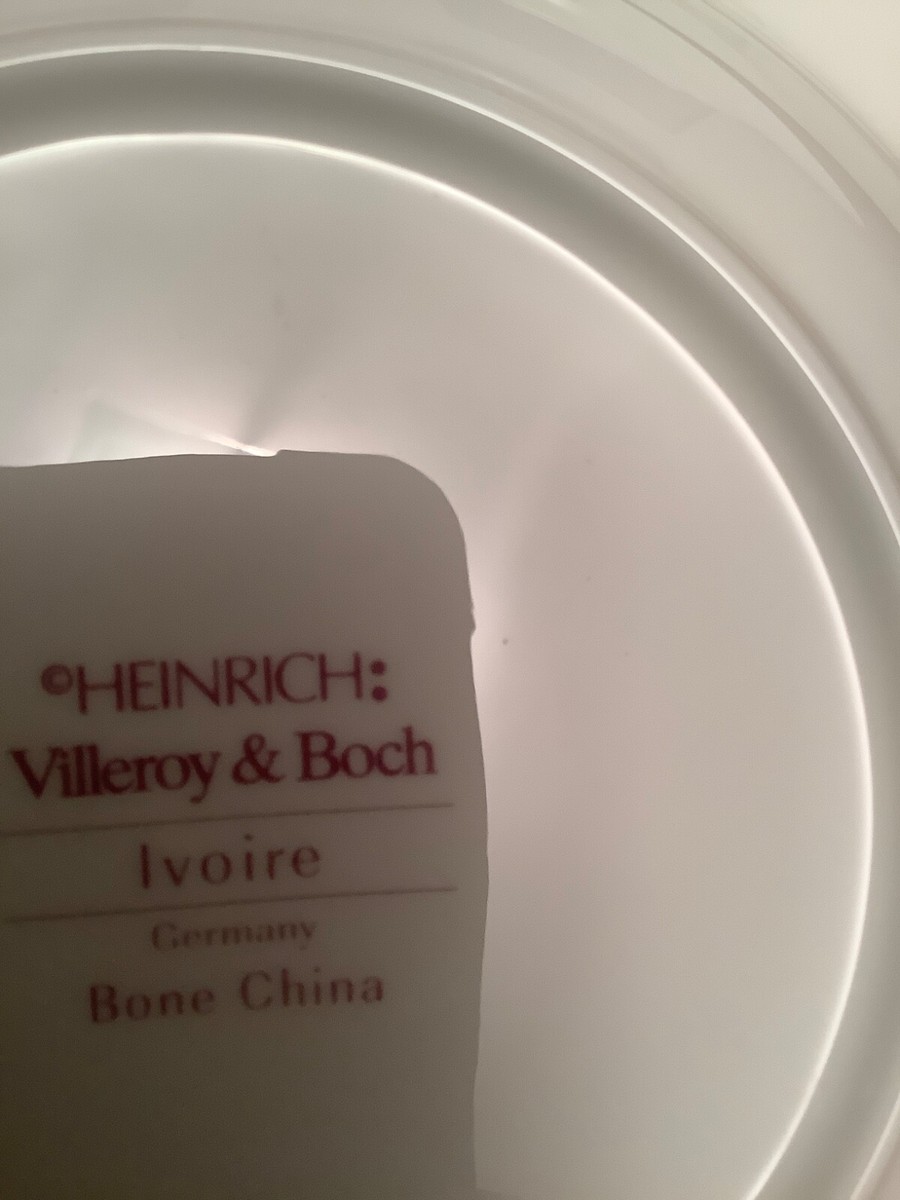 ©HEINRICH:
Villeroy & Boch
Ivoire
Germany
Bone China